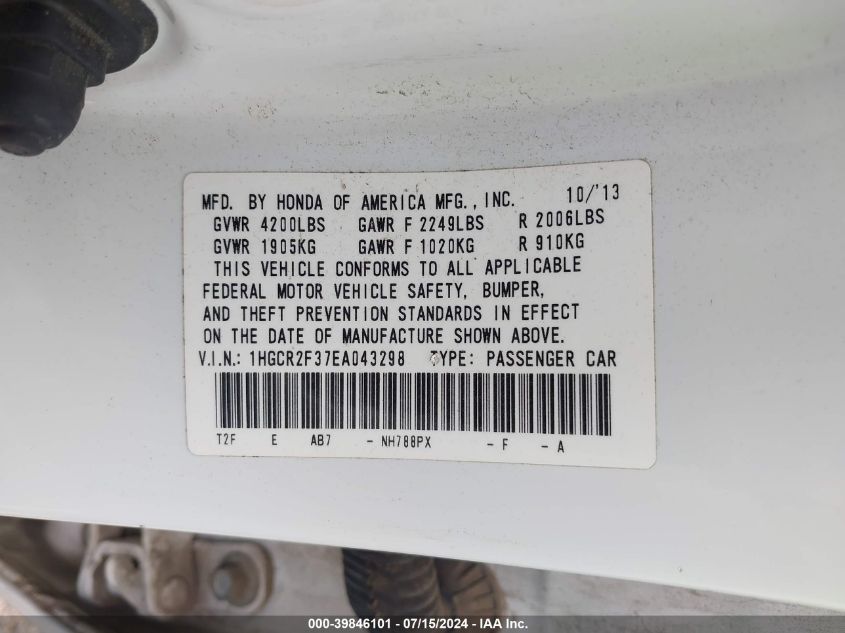 MFD. BY HONDA OF AMERICA MFG., INC. 10/'13
GVWR 4200LBS GAWR F 2249LBS R 2006LBS
GVWR 1905KG GAWR F 1020KG R 910KG
THIS VEHICLE CONFORMS TO ALL APPLICABLE
FEDERAL MOTOR VEHICLE SAFETY, BUMPER,
AND THEFT PREVENTION STANDARDS IN EFFECT
ON THE DATE OF MANUFACTURE SHOWN ABOVE.
V.I.N.: 1HGCR2F37EA043298 TYPE: PASSENGER CAR
T2F E AB7 - NH788PX - F - A
000-39846101 - 07/15/2024 - IAA Inc.